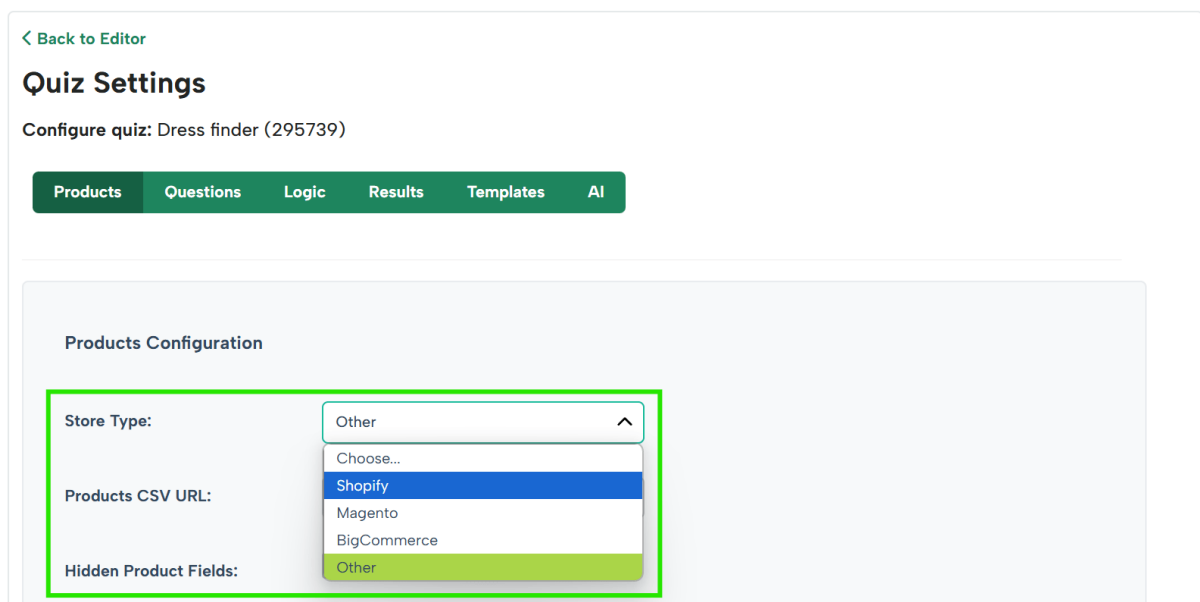 Back to Editor
Quiz Settings
Configure quiz: Dress finder (295739)
Products Questions Logic Results Templates AI
Products Configuration
Store Type: Other
Choose...
Shopify
Products CSV URL:
Magento
BigCommerce
Other
Hidden Product Fields: